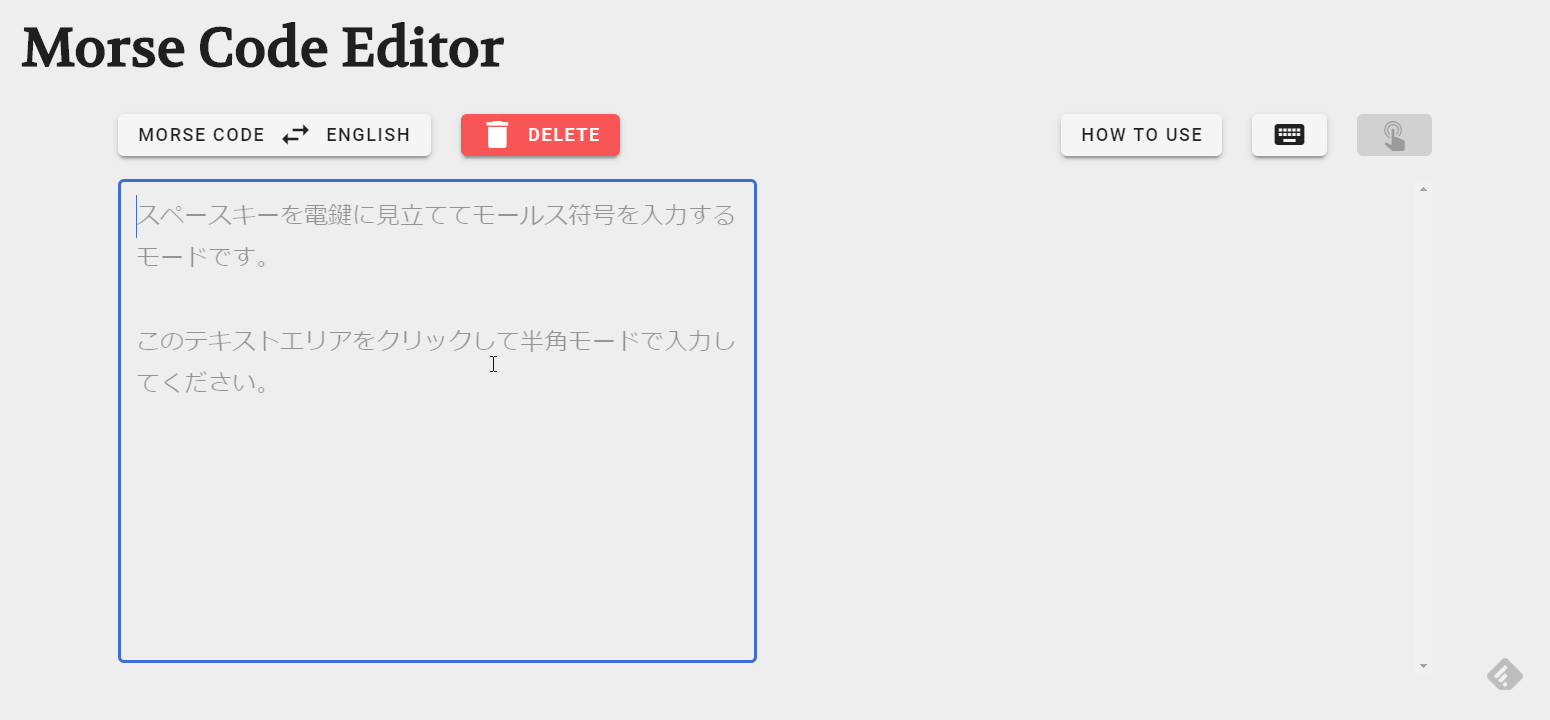 Morse Code Editor
MORSE CODE ENGLISH DELETE HOW TO USE
スペースキーを電鍵に見立ててモールス符号を入力する
モードです。
このテキストエリアをクリックして半角モードで入力し
てください。